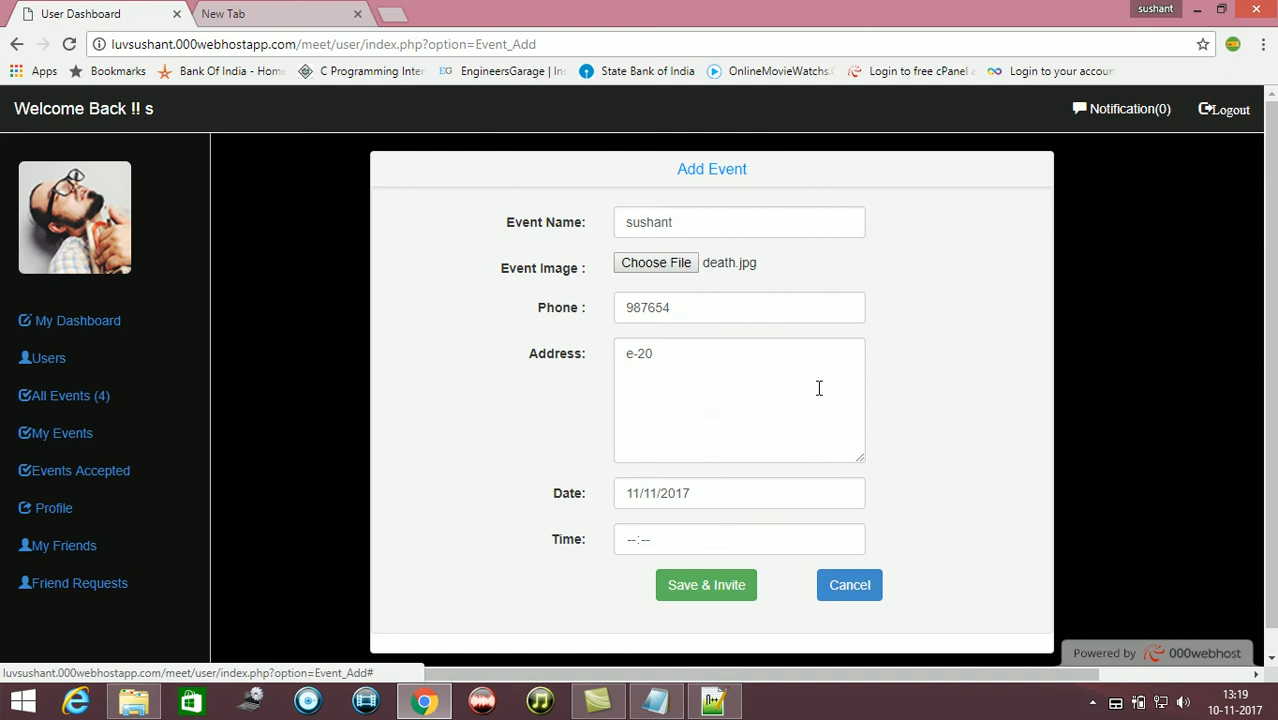 User Dashboard
New Tab
sushant
luvsushant.000webhostapp.com/meet/user/index.php?option=Event_Add
Apps
Bookmarks
Bank Of India - Home
C Programming Inter
EngineersGarage | Ins
State Bank of India
OnlineMovieWatchs.
Login to free cPanel
Login to your accoun
Welcome Back !! s
Notification(0)
Logout
Add Event
Event Name:
sushant
Event Image :
Choose File death.jpg
Phone :
987654
Address:
e-20
Date:
11/11/2017
Time:
--:--
Save & Invite
Cancel
My Dashboard
Users
All Events (4)
My Events
Events Accepted
Profile
My Friends
Friend Requests
Powered by 000webhost
luvsushant.000webhostapp.com/meet/user/index.php?option=Event_Add#
13:19
10-11-2017